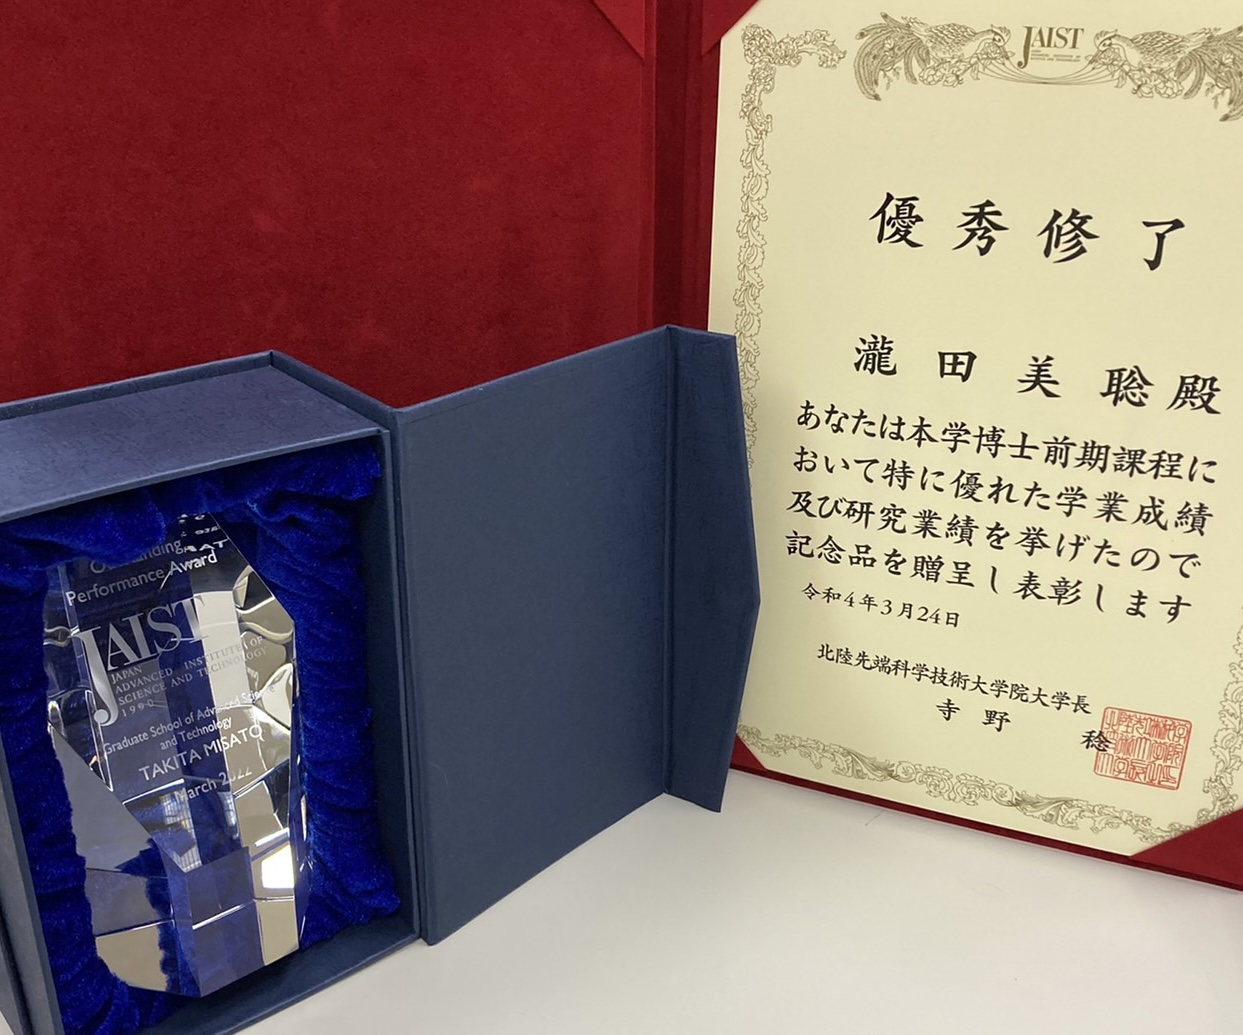 Outstanding
Performance Award
JAIST
JAPAN
ADVANCED INSTITUTE OF
SCIENCE AND TECHNOLOGY
1990
Graduate School of Advanced Science
and Technology
TAKITA MISATO
March 2022
JAIST
優秀修了
瀧田美聡殿
あなたは本学博士前期課程に
おいて特に優れた学業成績
及び研究業績を挙げたので
記念品を贈呈し表彰します
令和4年3月24日
北陸先端科学技術大学院大学長
寺野 稔